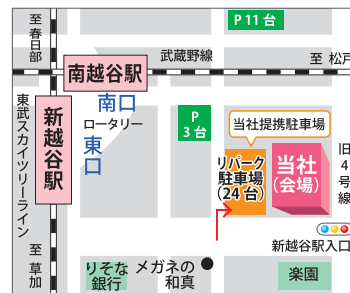 至春日部
P 11台
武蔵野線
至 松戸
南越谷駅
南口
ロータリー
東口
新越谷駅
東武スカイツリーライン
P
3台
当社提携駐車場
リパーク
駐車場
(24台)
当社
(会場)
旧4号線
新越谷駅入口
至草加
りそな
銀行
メガネの
和真
楽園